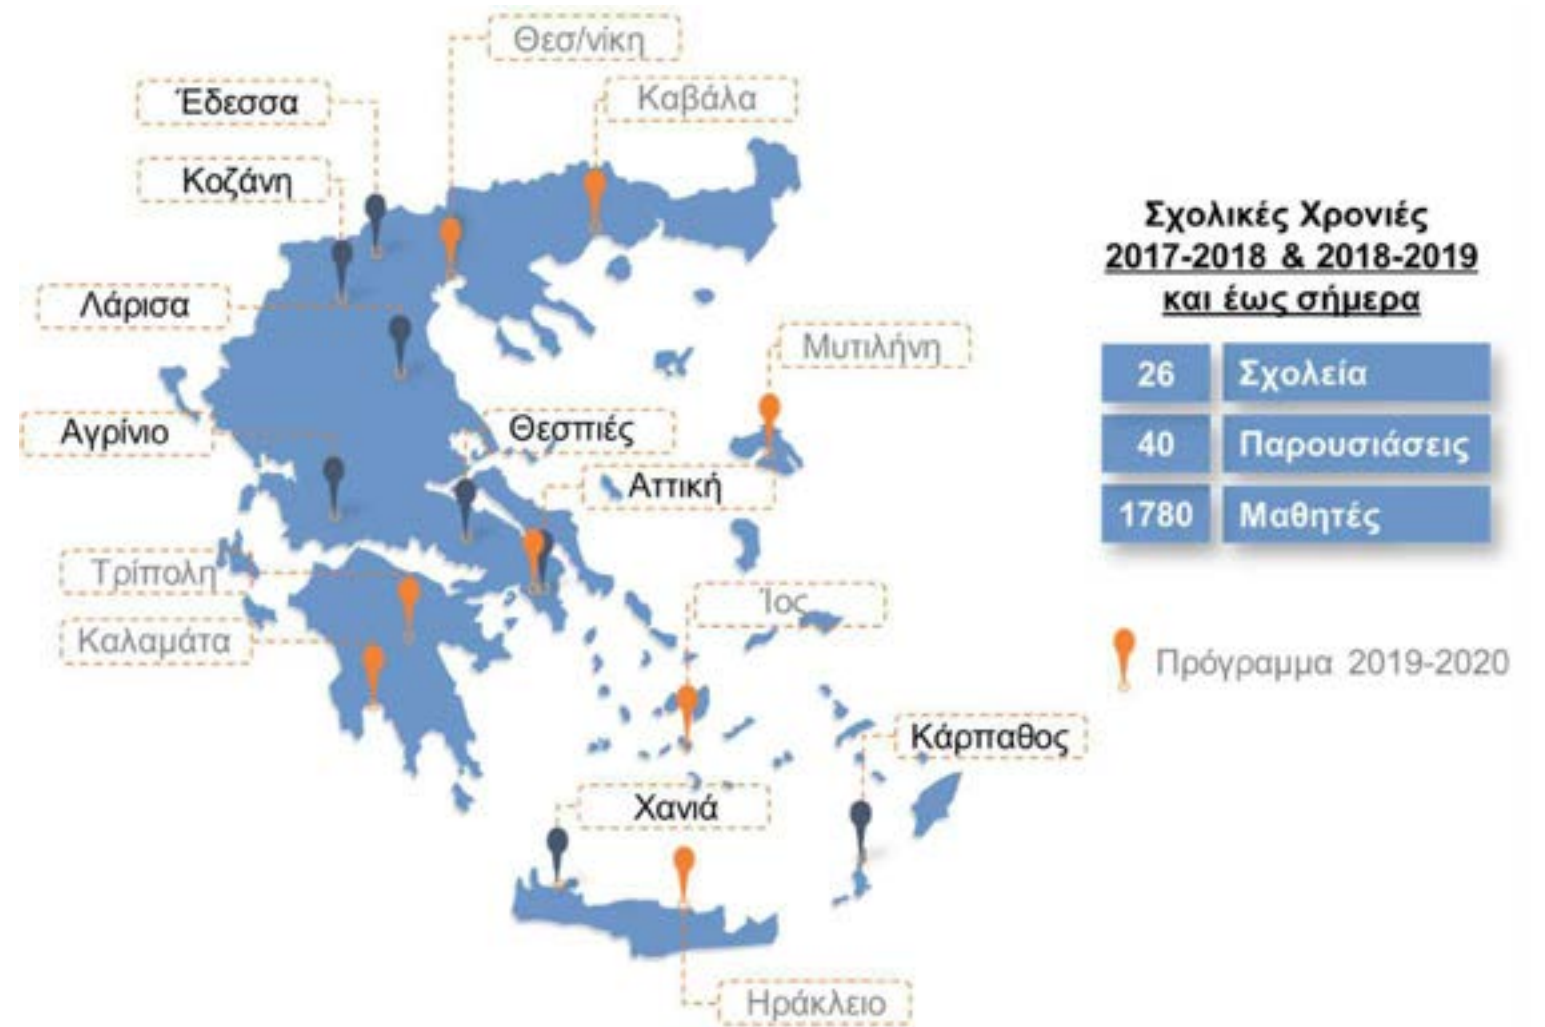 Θεσ/νίκη
Έδεσσα
Καβάλα
Κοζάνη
Λάρισα
Μυτιλήνη
Αγρίνιο
Θεσπιές
Αττική
Τρίπολη
Ίος
Καλαμάτα
Κάρπαθος
Χανιά
Ηράκλειο
Σχολικές Χρονιές
2017-2018 & 2018-2019
και έως σήμερα
26 Σχολεία
40 Παρουσιάσεις
1780 Μαθητές
Πρόγραμμα 2019-2020